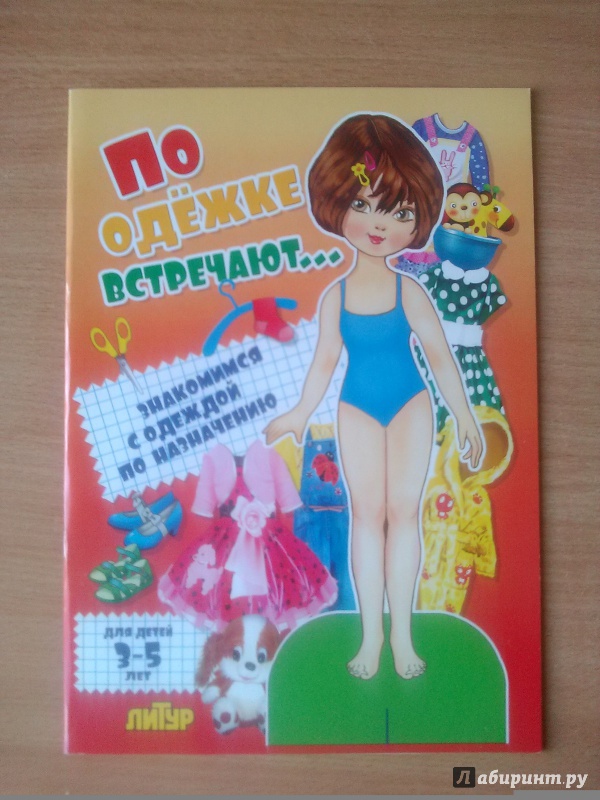 ПО
ОДЁЖКЕ
ВСТРЕЧАЮТ...
ЗНАКОМИМСЯ
С ОДЕЖДОЙ
ПО НАЗНАЧЕНИЮ
ДЛЯ ДЕТЕЙ
3-5
ЛЕТ
ЛИТУР
Лабиринт.ру